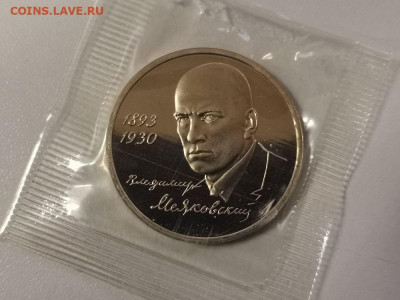 COINS.LAVE.RU
1893
1930
Владимир
Маяковский